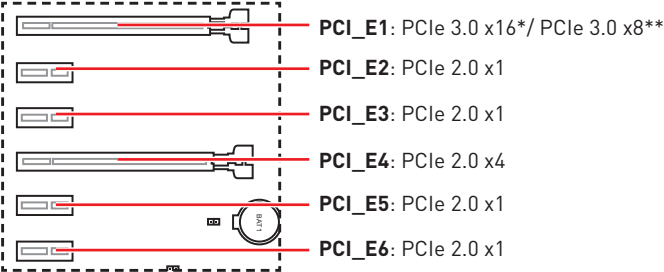 PCI_E1: PCIe 3.0 x16*/ PCIe 3.0 x8**
PCI_E2: PCIe 2.0 x1
PCI_E3: PCIe 2.0 x1
PCI_E4: PCIe 2.0 x4
PCI_E5: PCIe 2.0 x1
BAT1
PCI_E6: PCIe 2.0 x1